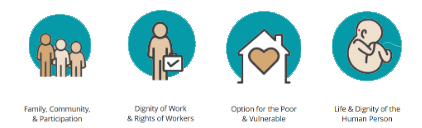 Family, Community,
& Participation
Dignity of Work
& Rights of Workers
Option for the Poor
& Vulnerable
Life & Dignity of the
Human Person